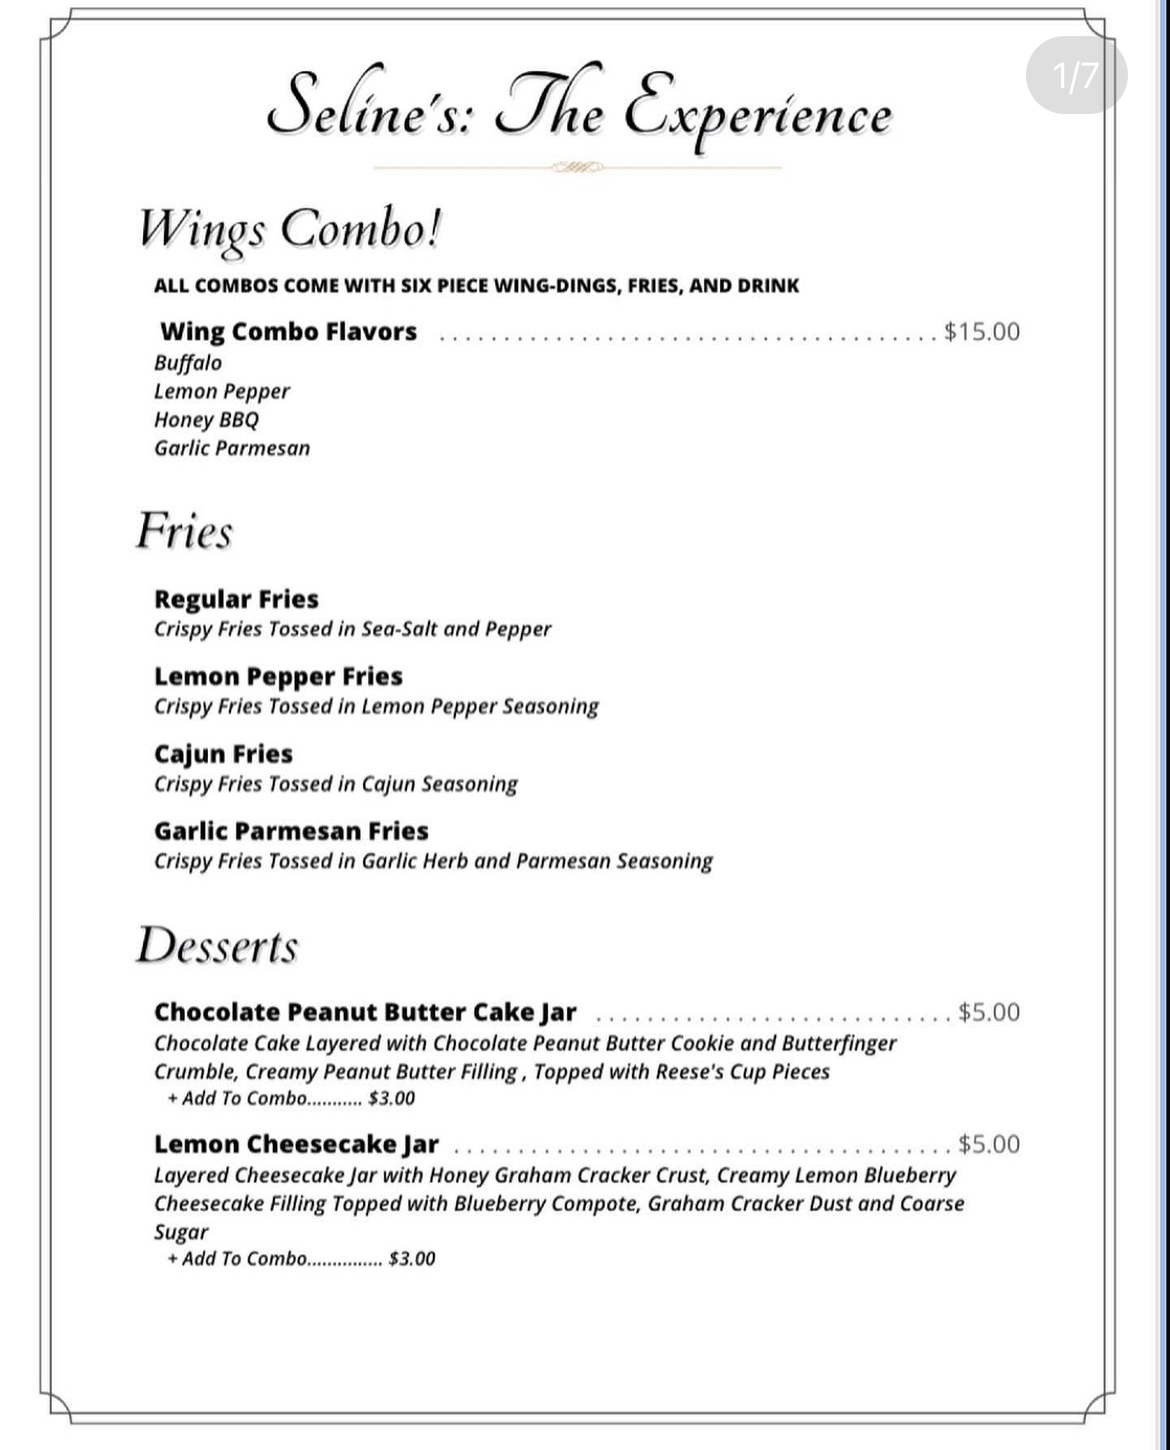 1/7
Seline's: The Experience
Wings Combo!
ALL COMBOS COME WITH SIX PIECE WING-DINGS, FRIES, AND DRINK
Wing Combo Flavors ........................................ $15.00
Buffalo
Lemon Pepper
Honey BBQ
Garlic Parmesan
Fries
Regular Fries
Crispy Fries Tossed in Sea-Salt and Pepper
Lemon Pepper Fries
Crispy Fries Tossed in Lemon Pepper Seasoning
Cajun Fries
Crispy Fries Tossed in Cajun Seasoning
Garlic Parmesan Fries
Crispy Fries Tossed in Garlic Herb and Parmesan Seasoning
Desserts
Chocolate Peanut Butter Cake Jar ............................ $5.00
Chocolate Cake Layered with Chocolate Peanut Butter Cookie and Butterfinger
Crumble, Creamy Peanut Butter Filling , Topped with Reese's Cup Pieces
+ Add To Combo........... $3.00
Lemon Cheesecake Jar ....................................... $5.00
Layered Cheesecake Jar with Honey Graham Cracker Crust, Creamy Lemon Blueberry
Cheesecake Filling Topped with Blueberry Compote, Graham Cracker Dust and Coarse
Sugar
+ Add To Combo............... $3.00